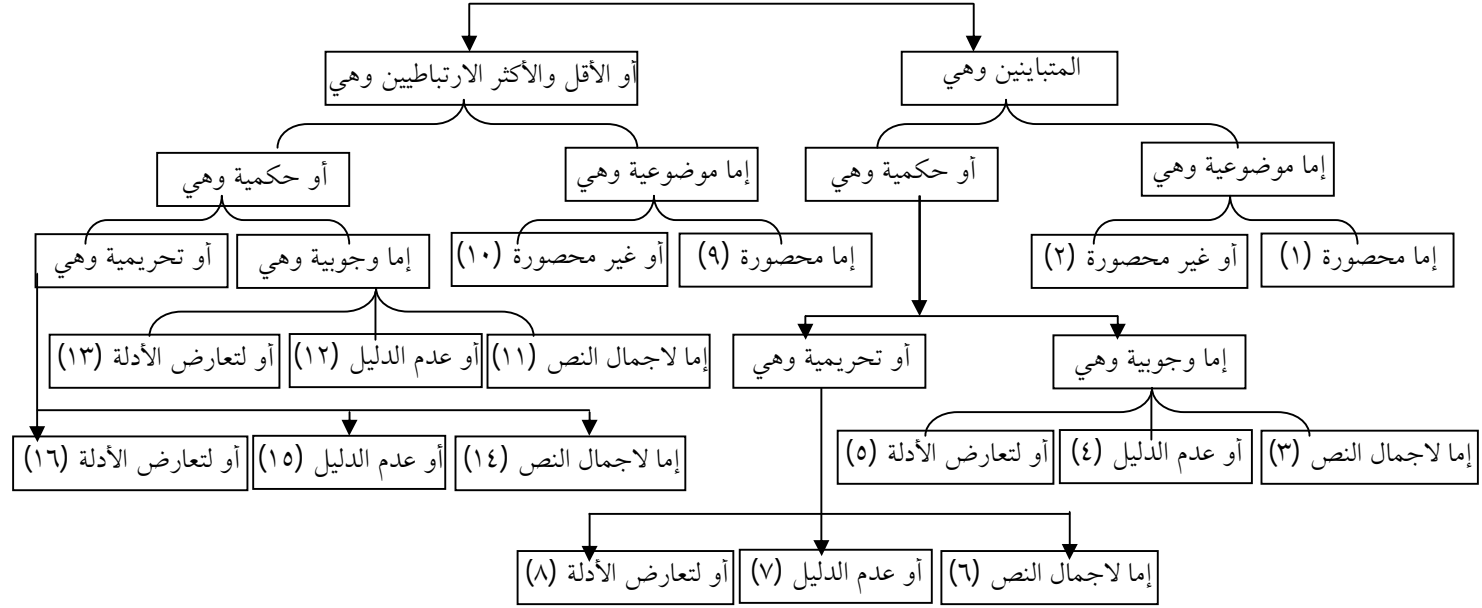 المتباينين وهي
أو الأقل والأكثر الارتباطيين وهي
إما موضوعية وهي
أو حكمية وهي
إما موضوعية وهي
أو حكمية وهي
إما محصورة (١)
أو غير محصورة (٢)
إما محصورة (٩)
أو غير محصورة (١٠)
إما وجوبية وهي
أو تحريمية وهي
إما وجوبية وهي
أو تحريمية وهي
إما لاجمال النص (١١)
أو عدم الدليل (١٢)
أو لتعارض الأدلة (١٣)
إما لاجمال النص (٣)
أو عدم الدليل (٤)
أو لتعارض الأدلة (٥)
إما لاجمال النص (١٤)
أو عدم الدليل (١٥)
أو لتعارض الأدلة (١٦)
إما لاجمال النص (٦)
أو عدم الدليل (٧)
أو لتعارض الأدلة (٨)